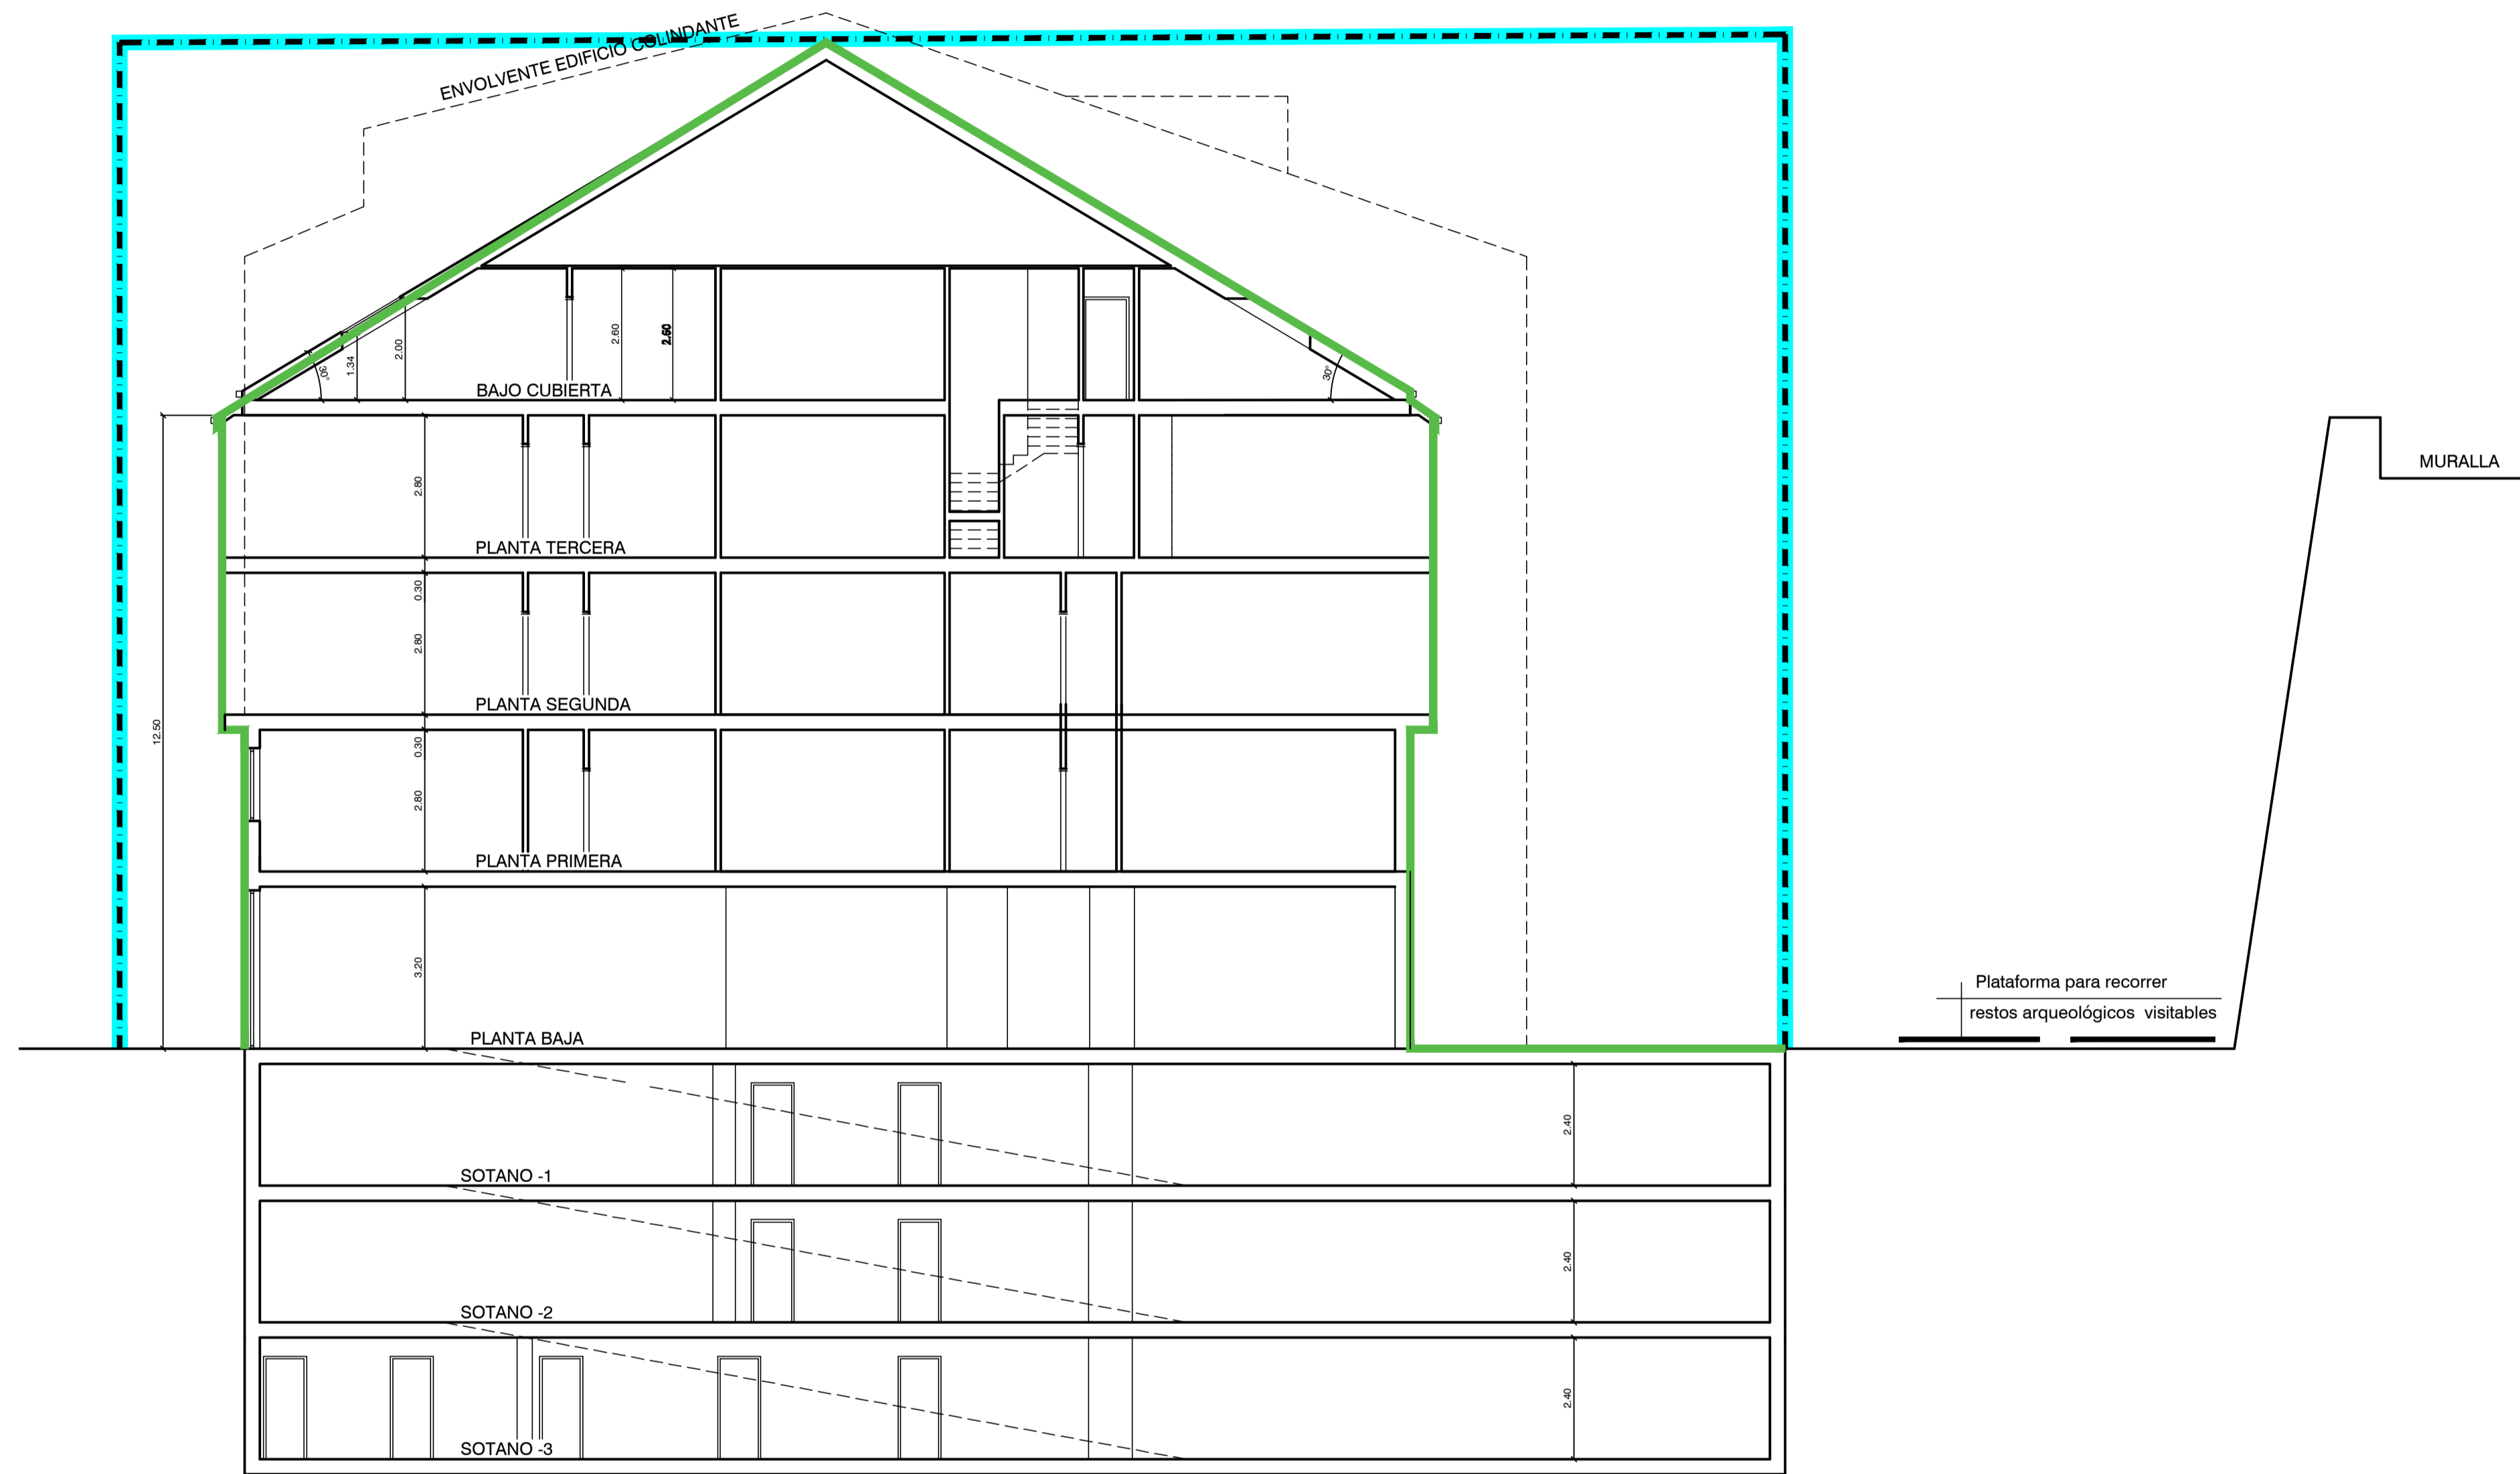 ENVOLVENTE EDIFICIO COLINDANTE
2.60
2.00
1.34
30°
30°
BAJO CUBIERTA
MURALLA
2.80
PLANTA TERCERA
0.30
2.80
PLANTA SEGUNDA
12.50
0.30
2.80
PLANTA PRIMERA
3.20
Plataforma para recorrer
restos arqueológicos visitables
PLANTA BAJA
2.40
SOTANO -1
2.40
SOTANO -2
2.40
SOTANO -3